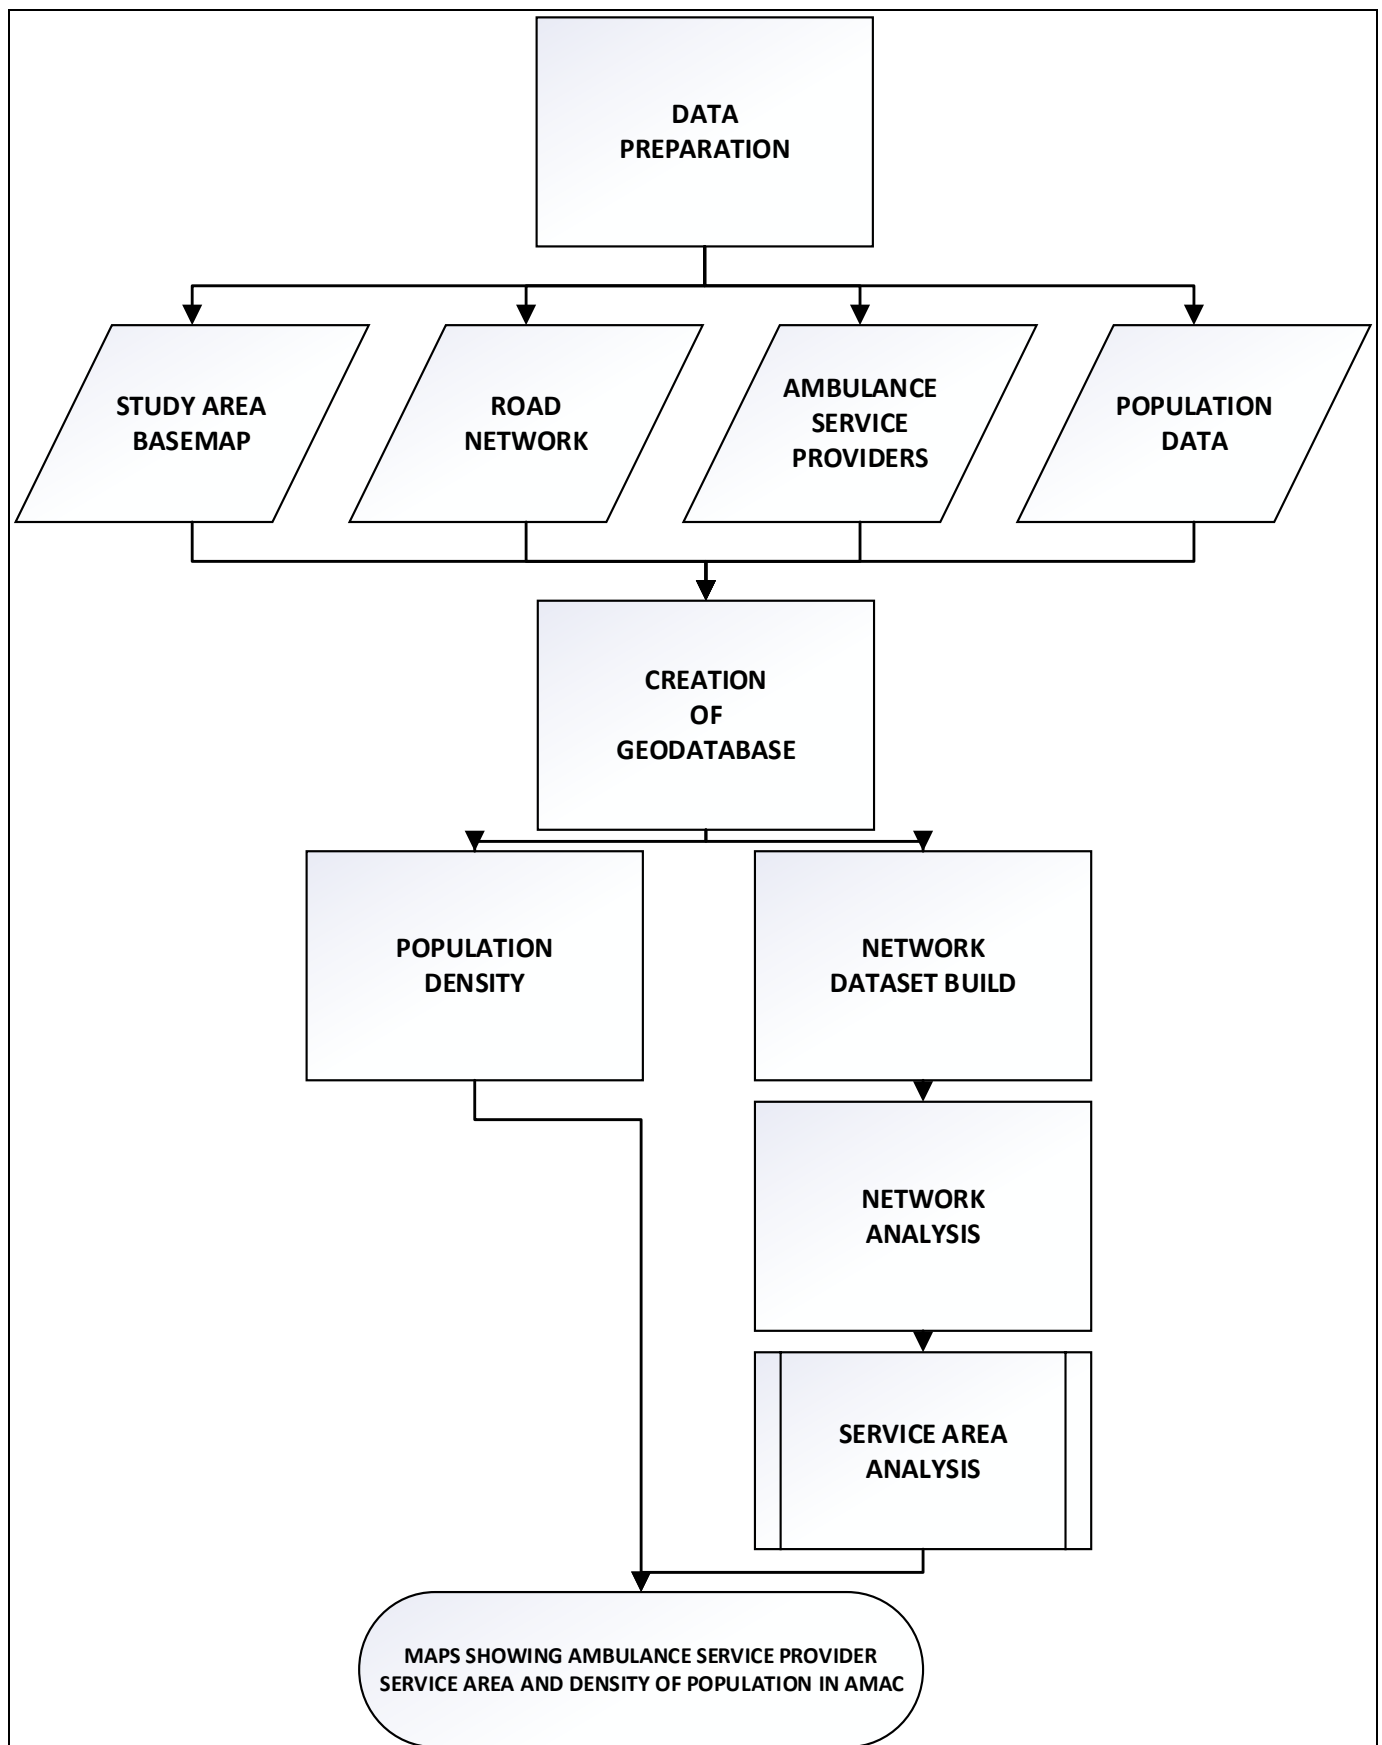 DATA
PREPARATION
STUDY AREA
BASEMAP
ROAD
NETWORK
AMBULANCE
SERVICE
PROVIDERS
POPULATION
DATA
CREATION
OF
GEODATABASE
POPULATION
DENSITY
NETWORK
DATASET BUILD
NETWORK
ANALYSIS
SERVICE AREA
ANALYSIS
MAPS SHOWING AMBULANCE SERVICE PROVIDER
SERVICE AREA AND DENSITY OF POPULATION IN AMAC